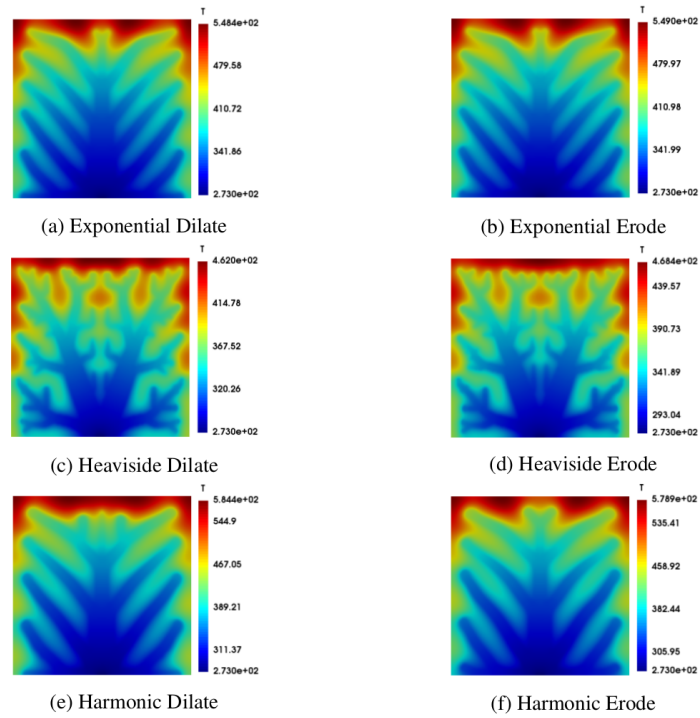 T
5.484e+02
479.58
410.72
341.86
2.730e+02
(a) Exponential Dilate
T
5.490e+02
479.97
410.98
341.99
2.730e+02
(b) Exponential Erode
T
4.620e+02
414.78
367.52
320.26
2.730e+02
(c) Heaviside Dilate
T
4.684e+02
439.57
390.73
341.89
293.04
2.730e+02
(d) Heaviside Erode
T
5.844e+02
544.9
467.05
389.21
311.37
2.730e+02
(e) Harmonic Dilate
T
5.789e+02
535.41
458.92
382.44
305.95
2.730e+02
(f) Harmonic Erode